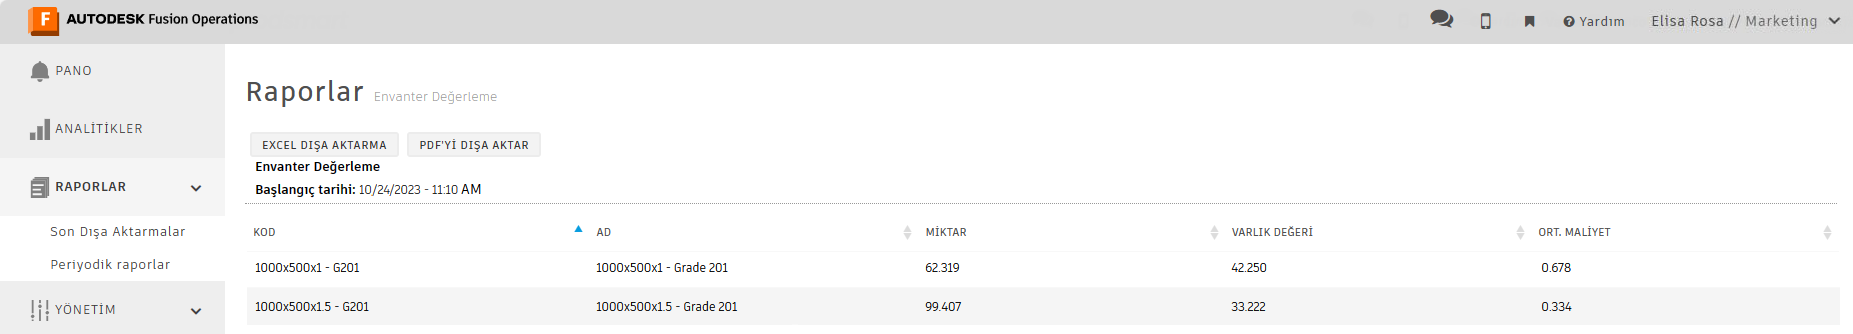 AUTODESK Fusion Operations
Yardım
Elisa Rosa // Marketing
PANO
ANALİTİKLER
RAPORLAR
Son Dışa Aktarmalar
Periyodik raporlar
YÖNETİM
Raporlar Envanter Değerleme
EXCEL DIŞA AKTARMA PDF'Yİ DIŞA AKTAR
Envanter Değerleme
Başlangıç tarihi: 10/24/2023 - 11:10 AM
KOD AD MİKTAR VARLIK DEĞERİ ORT. MALİYET
1000x500x1 - G201 1000x500x1 - Grade 201 62.319 42.250 0.678
1000x500x1.5 - G201 1000x500x1.5 - Grade 201 99.407 33.222 0.334